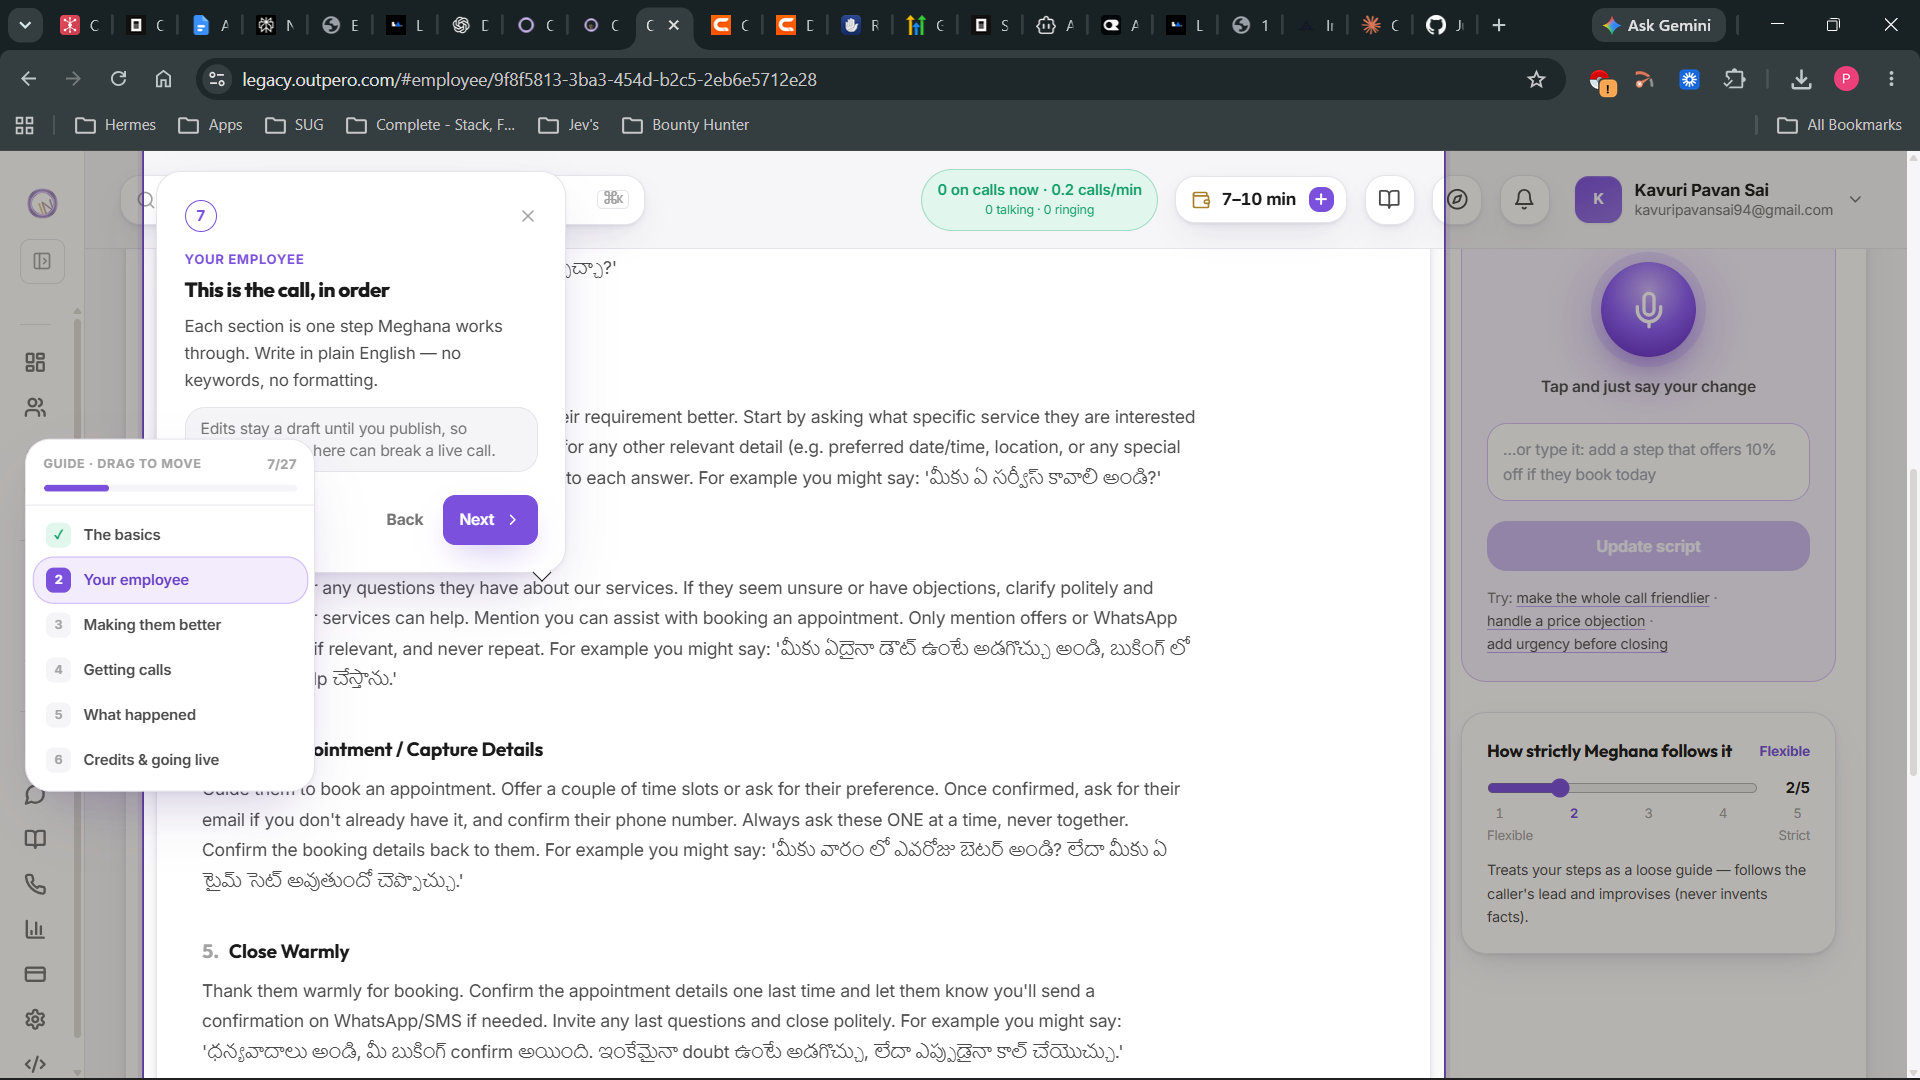 Ask Gemini
legacy.outpero.com/#employee/9f8f5813-3ba3-454d-b2c5-2eb6e5712e28
Hermes
Apps
SUG
Complete - Stack, F...
Jev's
Bounty Hunter
All Bookmarks
⌘K
0 on calls now · 0.2 calls/min
0 talking · 0 ringing
7–10 min
K
Kavuri Pavan Sai
kavuripavansai94@gmail.com
7
YOUR EMPLOYEE
This is the call, in order
Each section is one step Meghana works
through. Write in plain English — no
keywords, no formatting.
Edits stay a draft until you publish, so
here can break a live call.
Back
Next
GUIDE · DRAG TO MOVE
7/27
The basics
2 Your employee
3 Making them better
4 Getting calls
5 What happened
6 Credits & going live
requirement better. Start by asking what specific service they are interested
for any other relevant detail (e.g. preferred date/time, location, or any special
to each answer. For example you might say: 'మీకు ఏ సర్వీస్ కావాలి అండి?'
any questions they have about our services. If they seem unsure or have objections, clarify politely and
services can help. Mention you can assist with booking an appointment. Only mention offers or WhatsApp
if relevant, and never repeat. For example you might say: 'మీకు ఏదైనా డౌట్ ఉంటే అడగొచ్చు అండి, బుకింగ్ లో
చేస్తాను.'
ointment / Capture Details
to book an appointment. Offer a couple of time slots or ask for their preference. Once confirmed, ask for their
email if you don't already have it, and confirm their phone number. Always ask these ONE at a time, never together.
Confirm the booking details back to them. For example you might say: 'మీకు వారం లో ఎవరోజు బెటర్ అండి? లేదా మీకు ఏ
టైమ్ సెట్ అవుతుందో చెప్పొచ్చు.'
5. Close Warmly
Thank them warmly for booking. Confirm the appointment details one last time and let them know you'll send a
confirmation on WhatsApp/SMS if needed. Invite any last questions and close politely. For example you might say:
'ధన్యవాదాలు అండి, మీ బుకింగ్ confirm అయింది. ఇంకేమైనా doubt ఉంటే అడగొచ్చు, లేదా ఎప్పుడైనా కాల్ చేయొచ్చు.'
Tap and just say your change
...or type it: add a step that offers 10%
off if they book today
Update script
Try: make the whole call friendlier ·
handle a price objection ·
add urgency before closing
How strictly Meghana follows it
Flexible
2/5
1 2 3 4 5
Flexible
Strict
Treats your steps as a loose guide — follows the
caller's lead and improvises (never invents
facts).